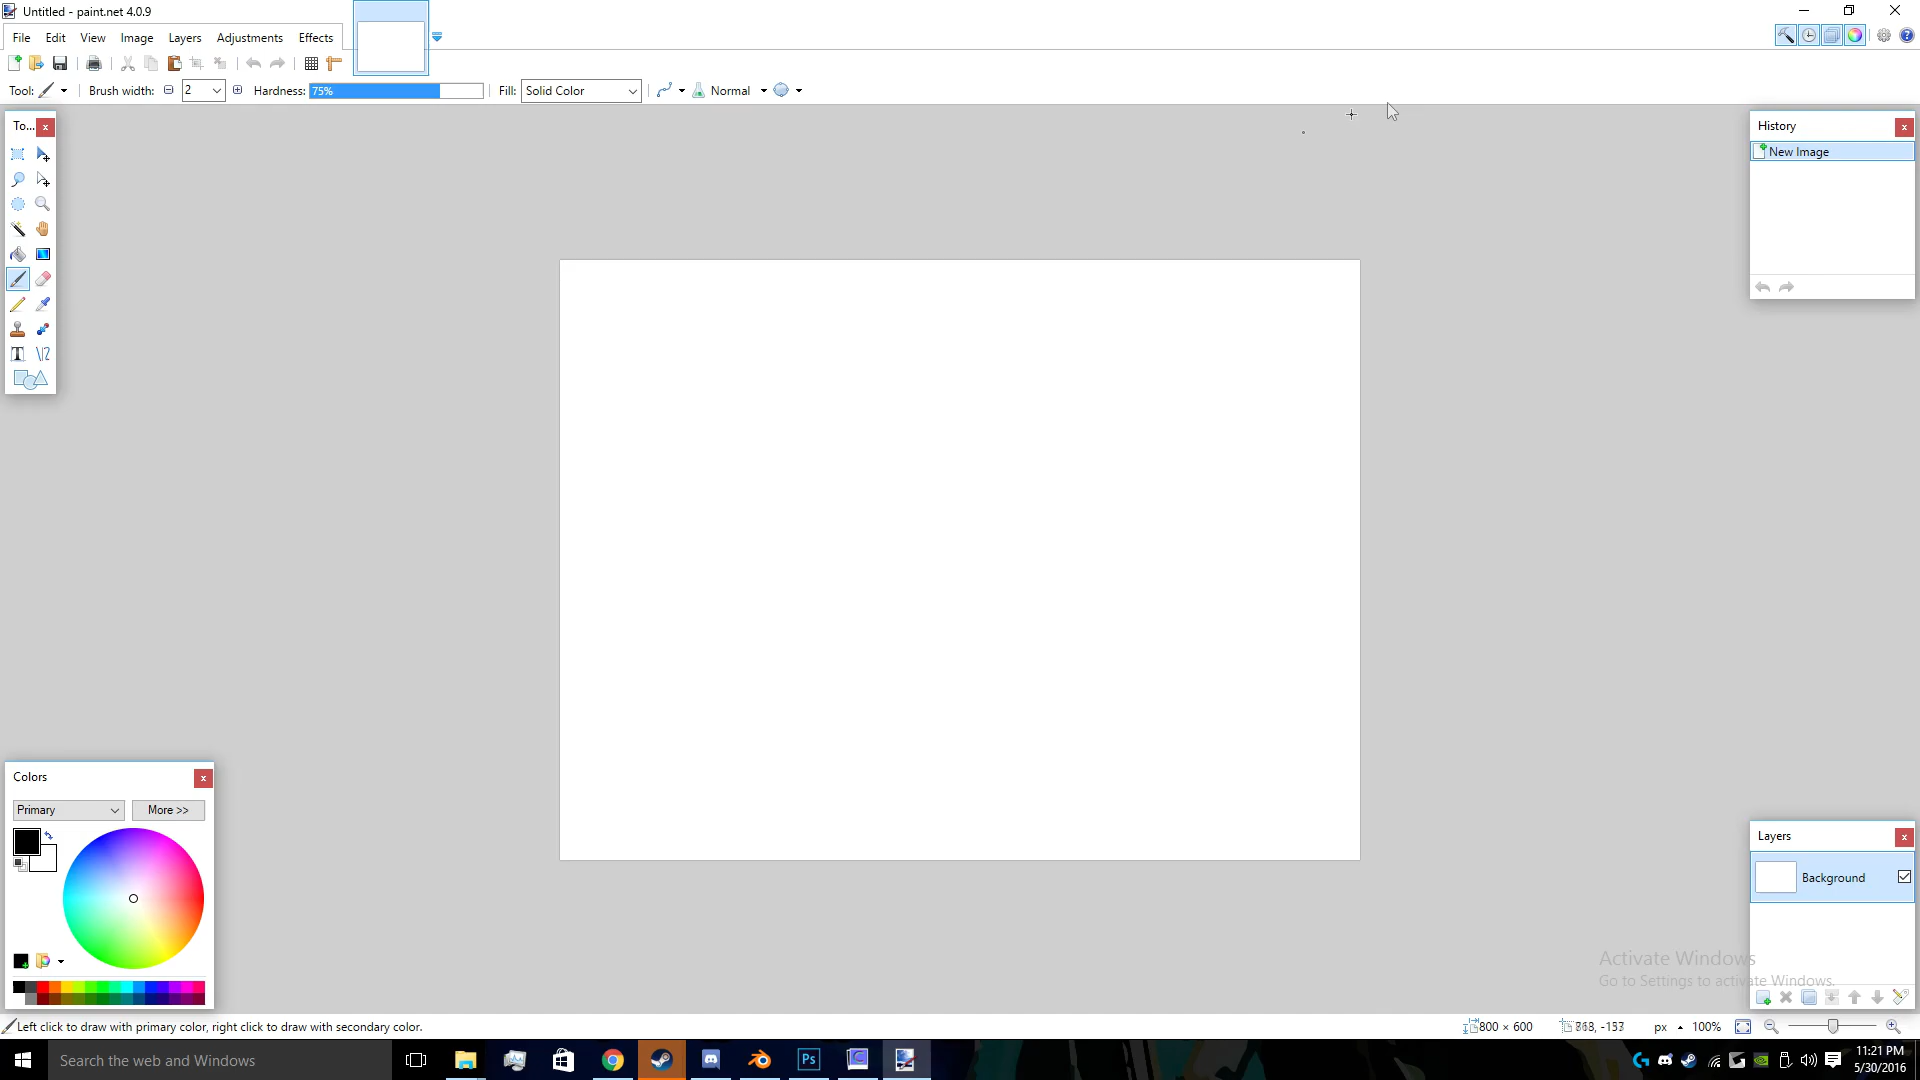 Untitled - paint.net 4.0.9
File Edit View Image Layers Adjustments Effects
Tool: Brush width: 2 Hardness: 75% Fill: Solid Color Normal
To...
History
New Image
Colors
Primary More >>
Layers
Background
Activate Windows
Go to Settings to activate Windows.
Left click to draw with primary color, right click to draw with secondary color.
800 × 600 px 100%
Search the web and Windows
Ps
11:21 PM
5/30/2016